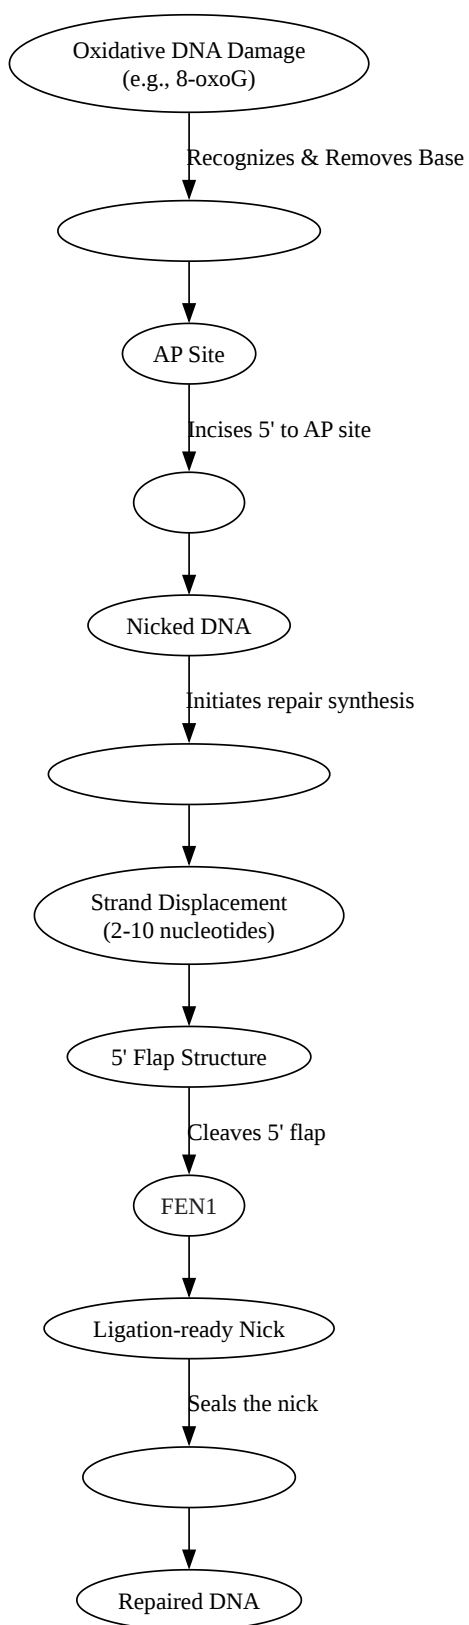 Oxidative DNA Damage
(e.g., 8-oxoG)
Recognizes & Removes Base
AP Site
Incises 5' to AP site
Nicked DNA
Initiates repair synthesis
Strand Displacement
(2-10 nucleotides)
5' Flap Structure
Cleaves 5' flap
FEN1
Ligation-ready Nick
Seals the nick
Repaired DNA